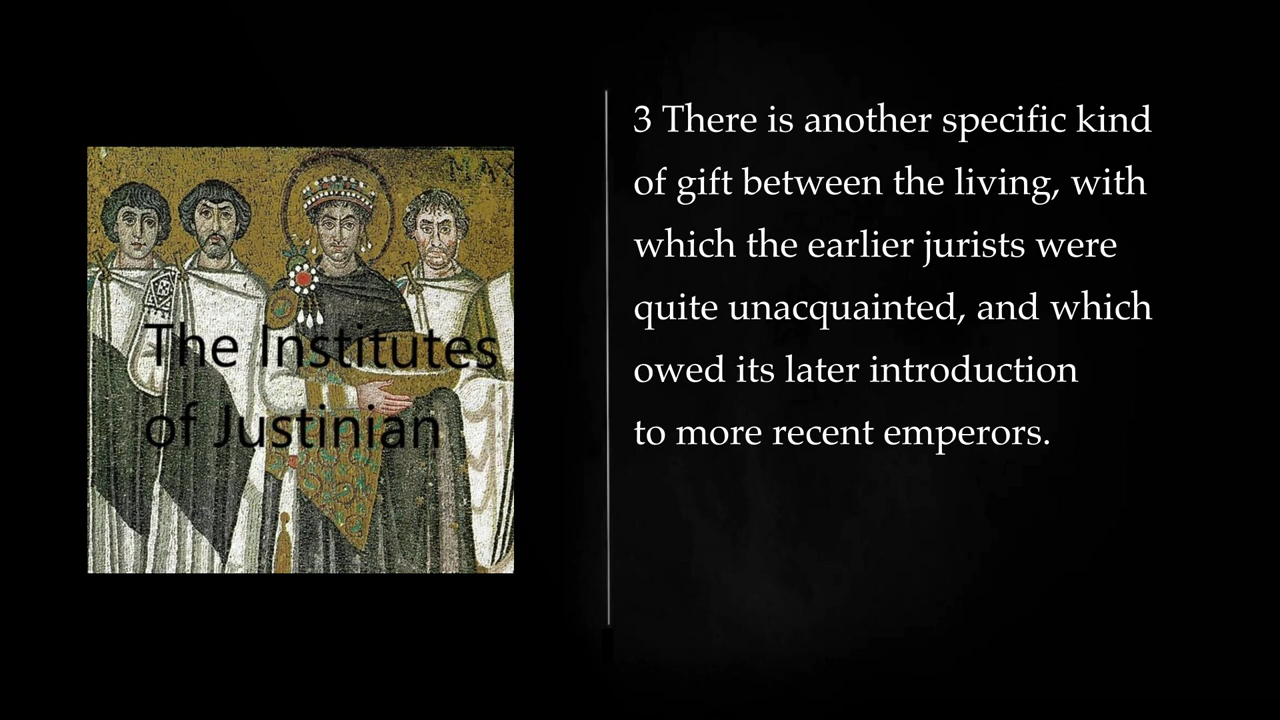 The Institutes
of Justinian
3 There is another specific kind
of gift between the living, with
which the earlier jurists were
quite unacquainted, and which
owed its later introduction
to more recent emperors.